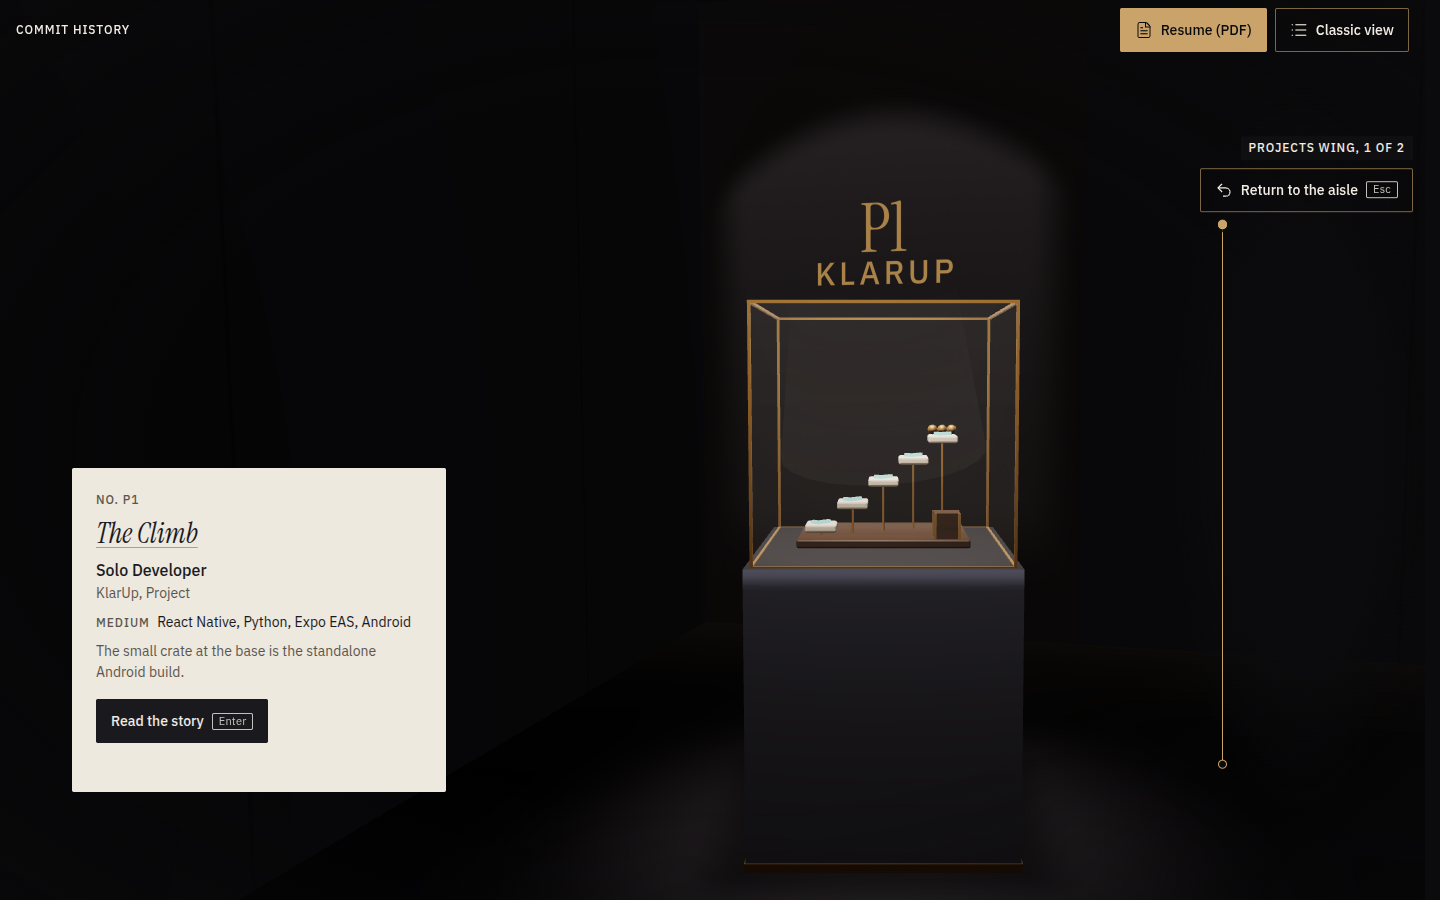 COMMIT HISTORY
Resume (PDF)
Classic view
PROJECTS WING, 1 OF 2
Return to the aisle Esc
P1
KLARUP
NO. P1
The Climb
Solo Developer
KlarUp, Project
MEDIUM React Native, Python, Expo EAS, Android
The small crate at the base is the standalone
Android build.
Read the story Enter